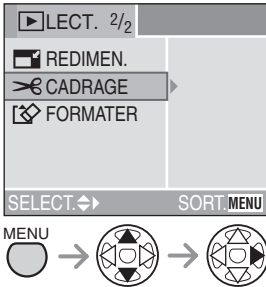 LECT. 2/2
REDIMEN.
CADRAGE
FORMATER
SELECT. SORT. MENU
MENU